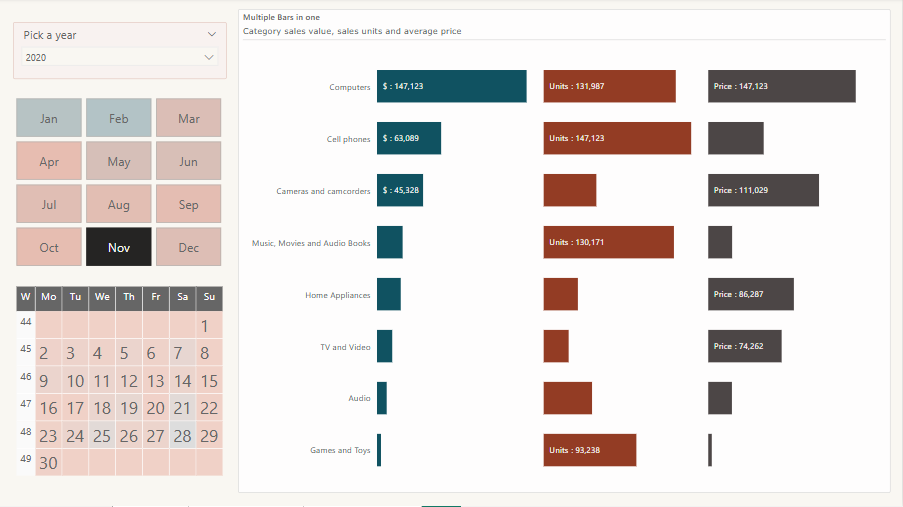 Multiple Bars in one
Category sales value, sales units and average price
Pick a year
2020
Jan Feb Mar
Apr May Jun
Jul Aug Sep
Oct Nov Dec
W Mo Tu We Th Fr Sa Su
44 1
45 2 3 4 5 6 7 8
46 9 10 11 12 13 14 15
47 16 17 18 19 20 21 22
48 23 24 25 26 27 28 29
49 30
Computers $ : 147,123 Units : 131,987 Price : 147,123
Cell phones $ : 63,089 Units : 147,123
Cameras and camcorders $ : 45,328 Price : 111,029
Music, Movies and Audio Books Units : 130,171
Home Appliances Price : 86,287
TV and Video Price : 74,262
Audio
Games and Toys Units : 93,238